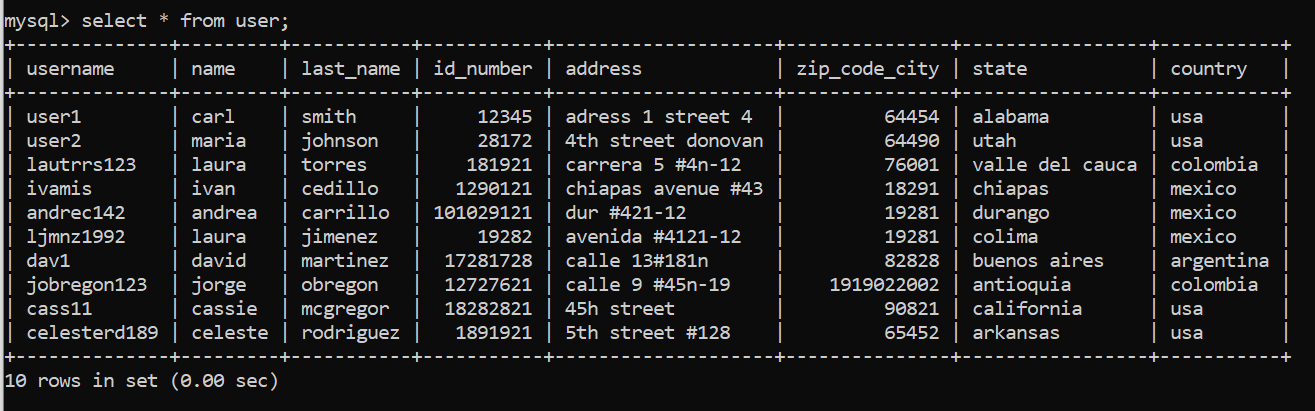 mysql> select * from user;
+--------------+---------+-----------+-----------+--------------------+---------------+-----------------+-----------+
| username     | name    | last_name | id_number | address            | zip_code_city | state           | country   |
+--------------+---------+-----------+-----------+--------------------+---------------+-----------------+-----------+
| user1        | carl    | smith     |     12345 | adress 1 street 4  |         64454 | alabama         | usa       |
| user2        | maria   | johnson   |     28172 | 4th street donovan |         64490 | utah            | usa       |
| lautrrs123   | laura   | torres    |    181921 | carrera 5 #4n-12   |         76001 | valle del cauca | colombia  |
| ivamis       | ivan    | cedillo   |   1290121 | chiapas avenue #43 |         18291 | chiapas         | mexico    |
| andrec142    | andrea  | carrillo  | 101029121 | dur #421-12        |         19281 | durango         | mexico    |
| ljmnz1992    | laura   | jimenez   |     19282 | avenida #4121-12   |         19281 | colima          | mexico    |
| dav1         | david   | martinez  |  17281728 | calle 13#181n      |         82828 | buenos aires    | argentina |
| jobregon123  | jorge   | obregon   |  12727621 | calle 9 #45n-19    |    1919022002 | antioquia       | colombia  |
| cass11       | cassie  | mcgregor  |  18282821 | 45h street         |         90821 | california      | usa       |
| celesterd189 | celeste | rodriguez |   1891921 | 5th street #128    |         65452 | arkansas        | usa       |
+--------------+---------+-----------+-----------+--------------------+---------------+-----------------+-----------+
10 rows in set (0.00 sec)